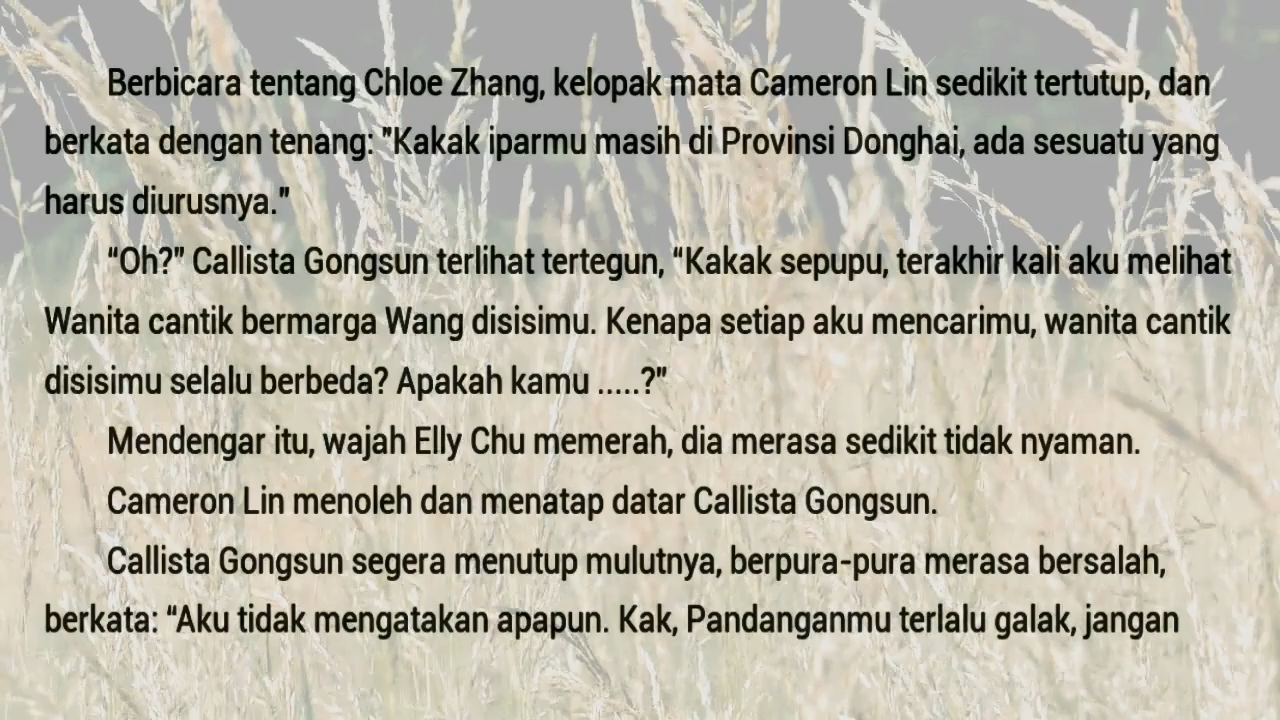 Berbicara tentang Chloe Zhang, kelopak mata Cameron Lin sedikit tertutup, dan
berkata dengan tenang: "Kakak iparmu masih di Provinsi Donghai, ada sesuatu yang
harus diurusnya."
“Oh?” Callista Gongsun terlihat tertegun, “Kakak sepupu, terakhir kali aku melihat
Wanita cantik bermarga Wang disisimu. Kenapa setiap aku mencarimu, wanita cantik
disisimu selalu berbeda? Apakah kamu .....?”
Mendengar itu, wajah Elly Chu memerah, dia merasa sedikit tidak nyaman.
Cameron Lin menoleh dan menatap datar Callista Gongsun.
Callista Gongsun segera menutup mulutnya, berpura-pura merasa bersalah,
berkata: “Aku tidak mengatakan apapun. Kak, Pandanganmu terlalu galak, jangan